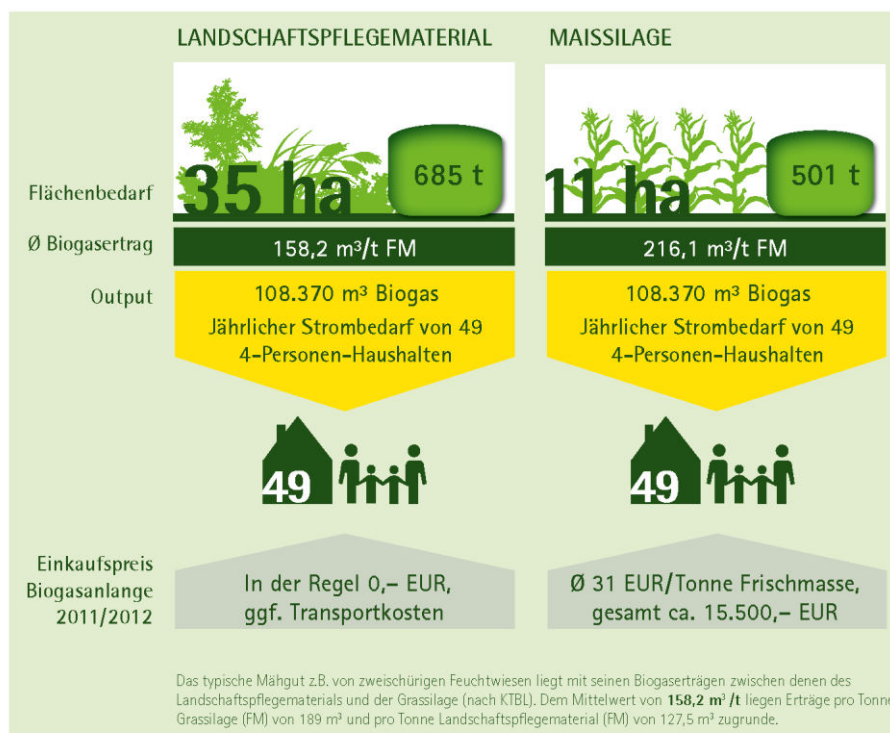 LANDSCHAFTSPFLEGEMATERIAL
MAISSILAGE
Flächenbedarf
35 ha
685 t
11 ha
501 t
Ø Biogasertrag
158,2 m³/t FM
216,1 m³/t FM
Output
108.370 m³ Biogas
Jährlicher Strombedarf von 49
4-Personen-Haushalten
108.370 m³ Biogas
Jährlicher Strombedarf von 49
4-Personen-Haushalten
49
49
Einkaufspreis
Biogasanlange
2011/2012
In der Regel 0,– EUR,
ggf. Transportkosten
Ø 31 EUR/Tonne Frischmasse,
gesamt ca. 15.500,– EUR
Das typische Mähgut z.B. von zweischürigen Feuchtwiesen liegt mit seinen Biogaserträgen zwischen denen des
Landschaftspflegematerials und der Grassilage (nach KTBL). Dem Mittelwert von 158,2 m³ /t liegen Erträge pro Tonne
Grassilage (FM) von 189 m³ und pro Tonne Landschaftspflegematerial (FM) von 127,5 m³ zugrunde.